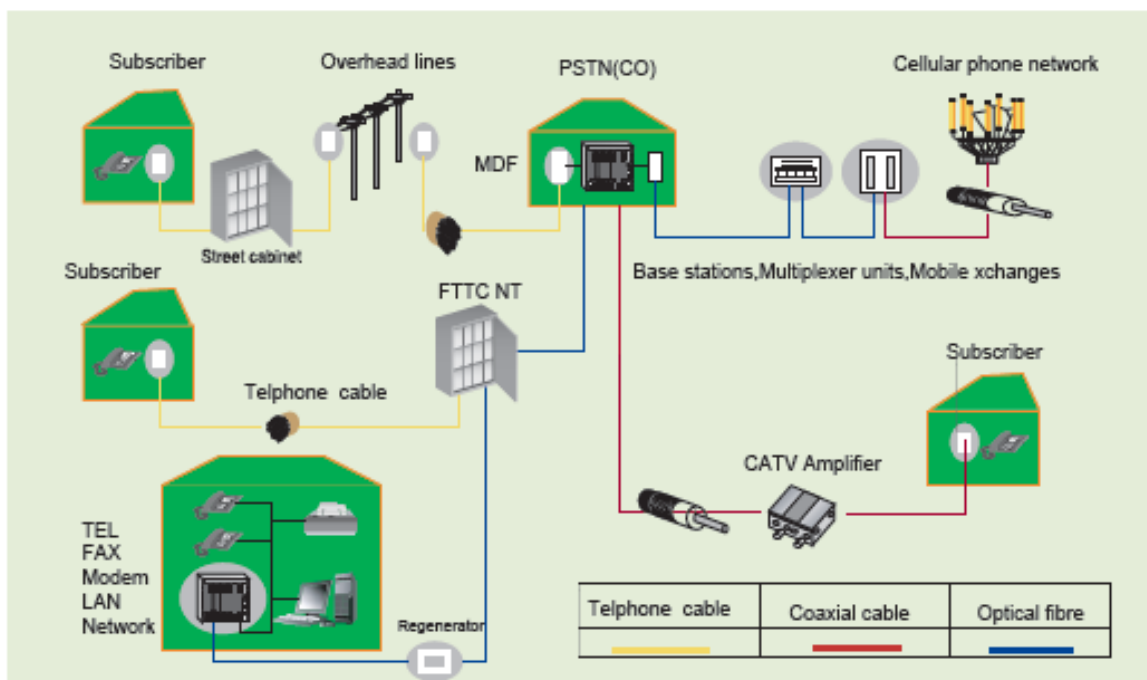 Subscriber
Overhead lines
PSTN(CO)
Cellular phone network
MDF
Street cabinet
Base stations,Multiplexer units,Mobile xchanges
Subscriber
FTTC NT
Subscriber
Telphone cable
CATV Amplifier
TEL
FAX
Modem
LAN
Network
Regenerator
Telphone cable
Coaxial cable
Optical fibre